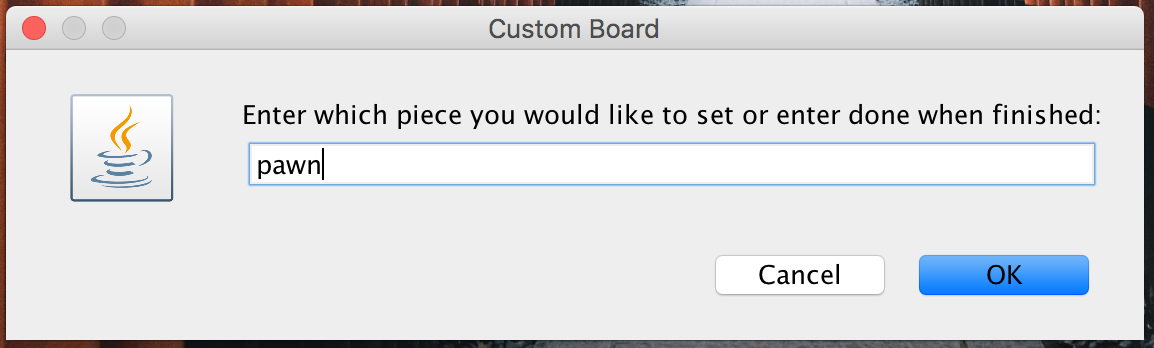 Custom Board
Enter which piece you would like to set or enter done when finished:
pawn
Cancel
OK